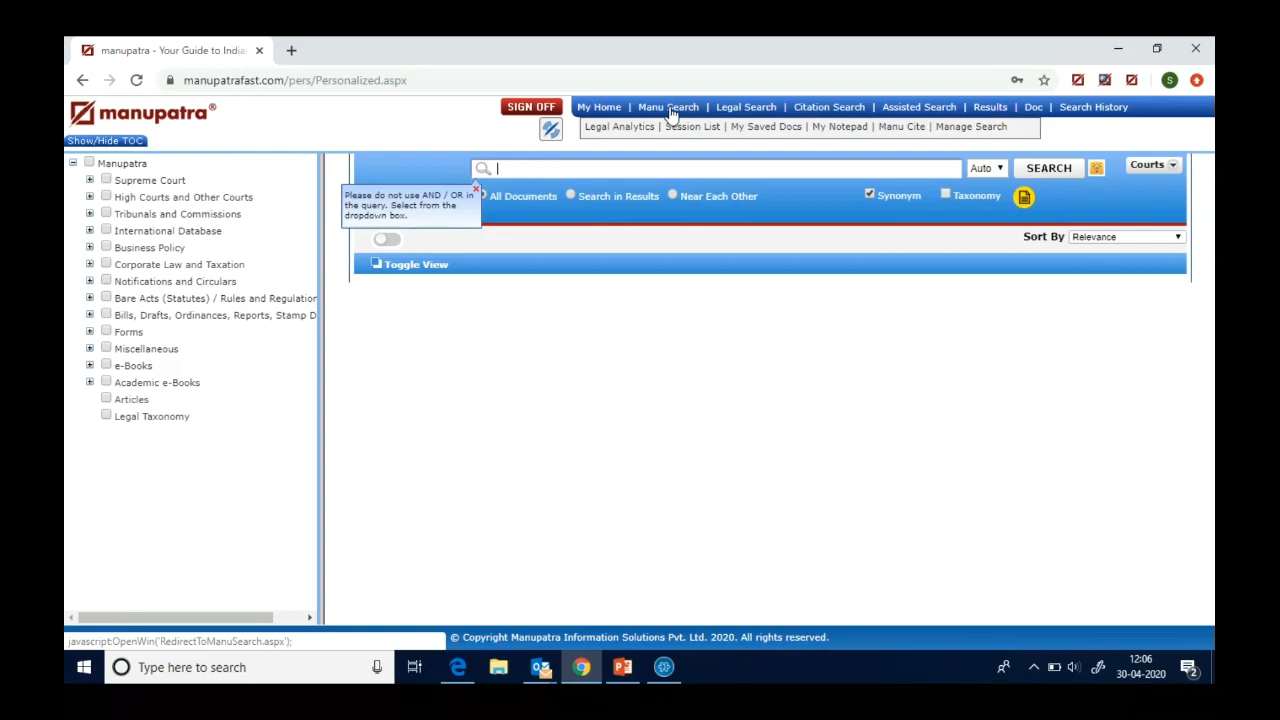 manupatra - Your Guide to India
manupatrafast.com/pers/Personalized.aspx
manupatra®
SIGN OFF
My Home | Manu Search | Legal Search | Citation Search | Assisted Search | Results | Doc | Search History
Legal Analytics | Session List | My Saved Docs | My Notepad | Manu Cite | Manage Search
Show/Hide TOC
Auto
SEARCH
Courts
Please do not use AND / OR in
the query. Select from the
dropdown box.
All Documents
Search in Results
Near Each Other
Synonym
Taxonomy
Sort By
Relevance
Toggle View
Manupatra
Supreme Court
High Courts and Other Courts
Tribunals and Commissions
International Database
Business Policy
Corporate Law and Taxation
Notifications and Circulars
Bare Acts (Statutes) / Rules and Regulation
Bills, Drafts, Ordinances, Reports, Stamp D
Forms
Miscellaneous
e-Books
Academic e-Books
Articles
Legal Taxonomy
javascript:OpenWin('RedirectToManuSearch.aspx');
© Copyright Manupatra Information Solutions Pvt. Ltd. 2020. All rights reserved.
Type here to search
12:06
30-04-2020
2
S